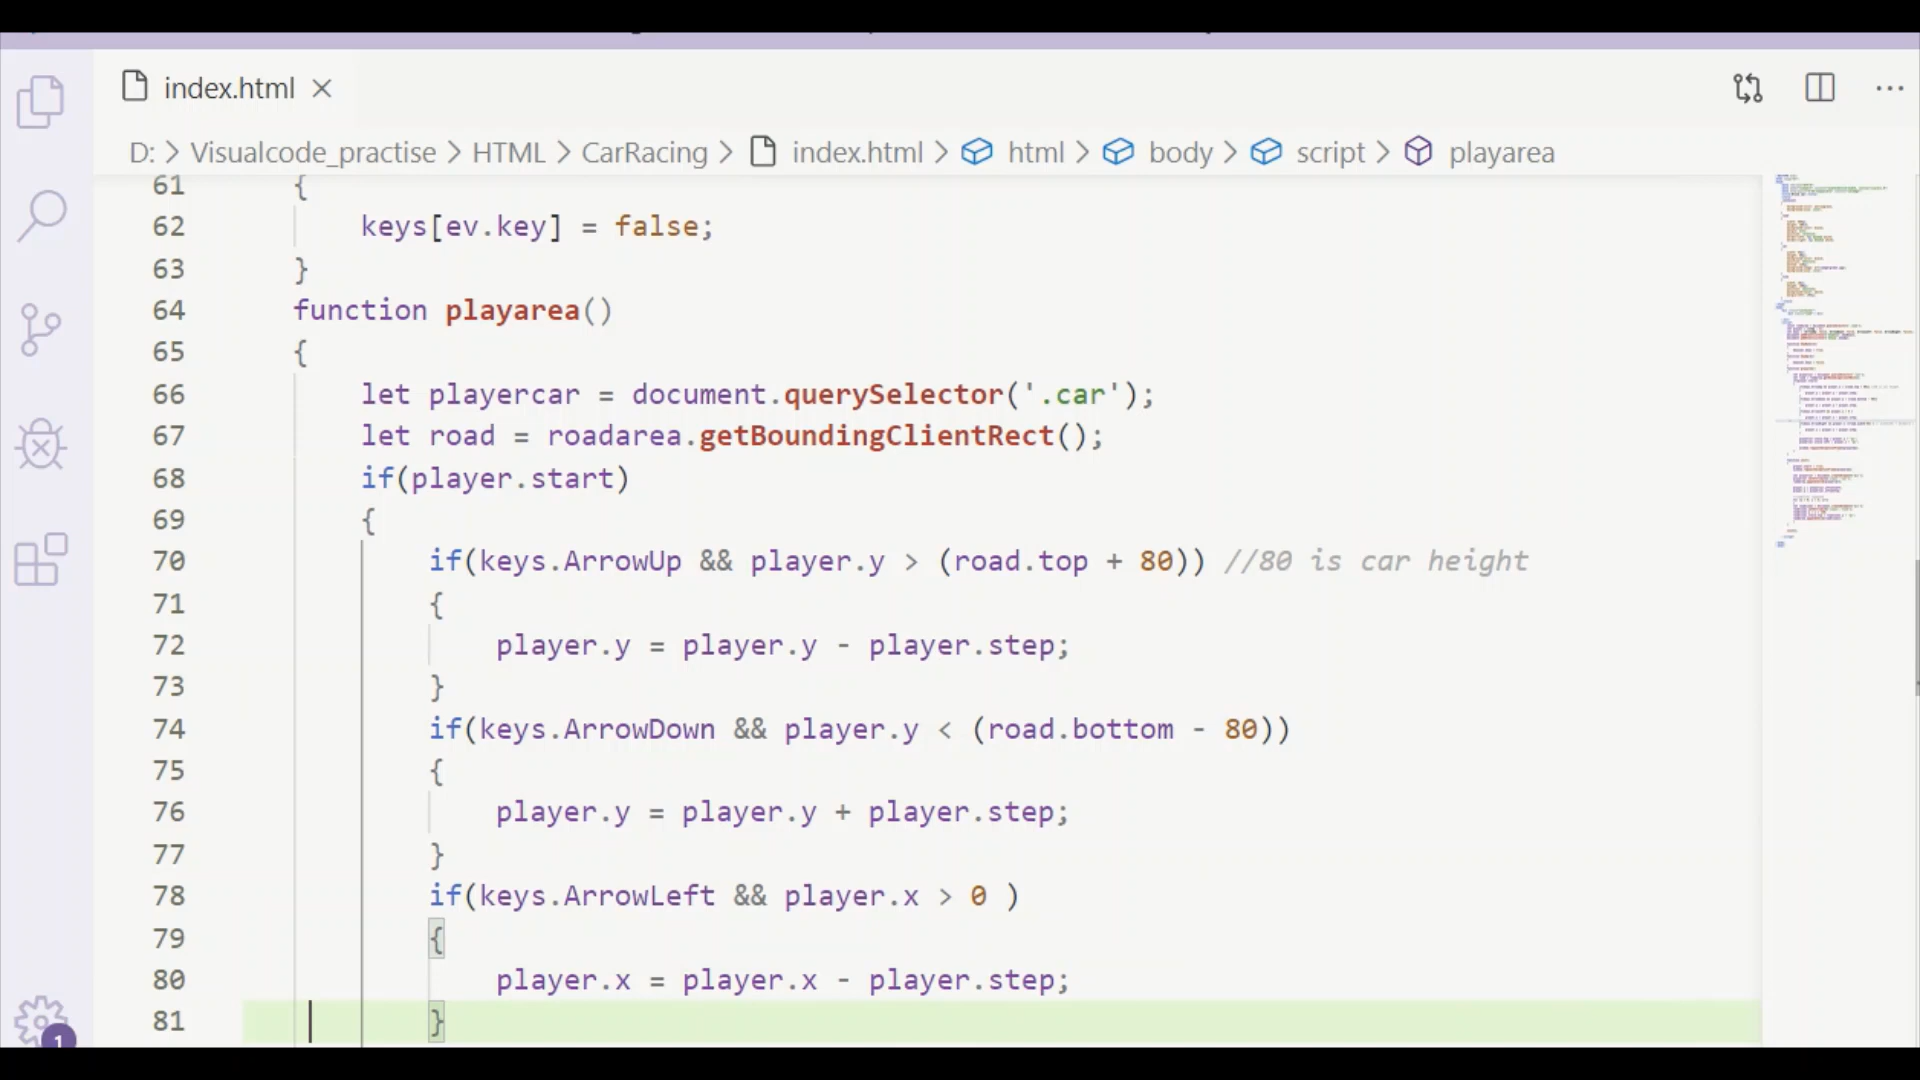 index.html
D: > Visualcode_practise > HTML > CarRacing > index.html > html > body > script > playarea
61 {
62 keys[ev.key] = false;
63 }
64 function playarea()
65 {
66 let playercar = document.querySelector('.car');
67 let road = roadarea.getBoundingClientRect();
68 if(player.start)
69 {
70 if(keys.ArrowUp && player.y > (road.top + 80)) //80 is car height
71 {
72 player.y = player.y - player.step;
73 }
74 if(keys.ArrowDown && player.y < (road.bottom - 80))
75 {
76 player.y = player.y + player.step;
77 }
78 if(keys.ArrowLeft && player.x > 0 )
79 {
80 player.x = player.x - player.step;
81 }
1